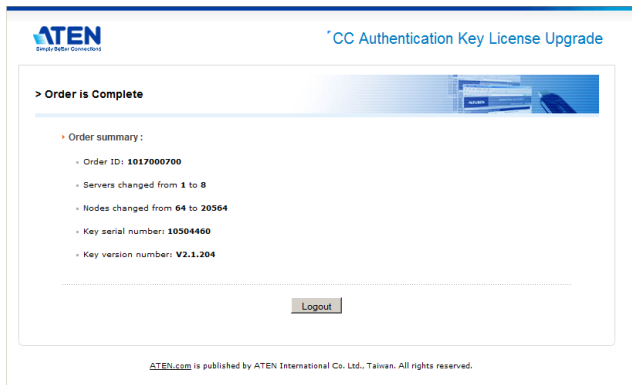 ATEN
Simply Better Connections
CC Authentication Key License Upgrade
> Order is Complete
Order summary :
Order ID: 1017000700
Servers changed from 1 to 8
Nodes changed from 64 to 20564
Key serial number: 10504460
Key version number: V2.1.204
Logout
ATEN.com is published by ATEN International Co. Ltd., Taiwan. All rights reserved.